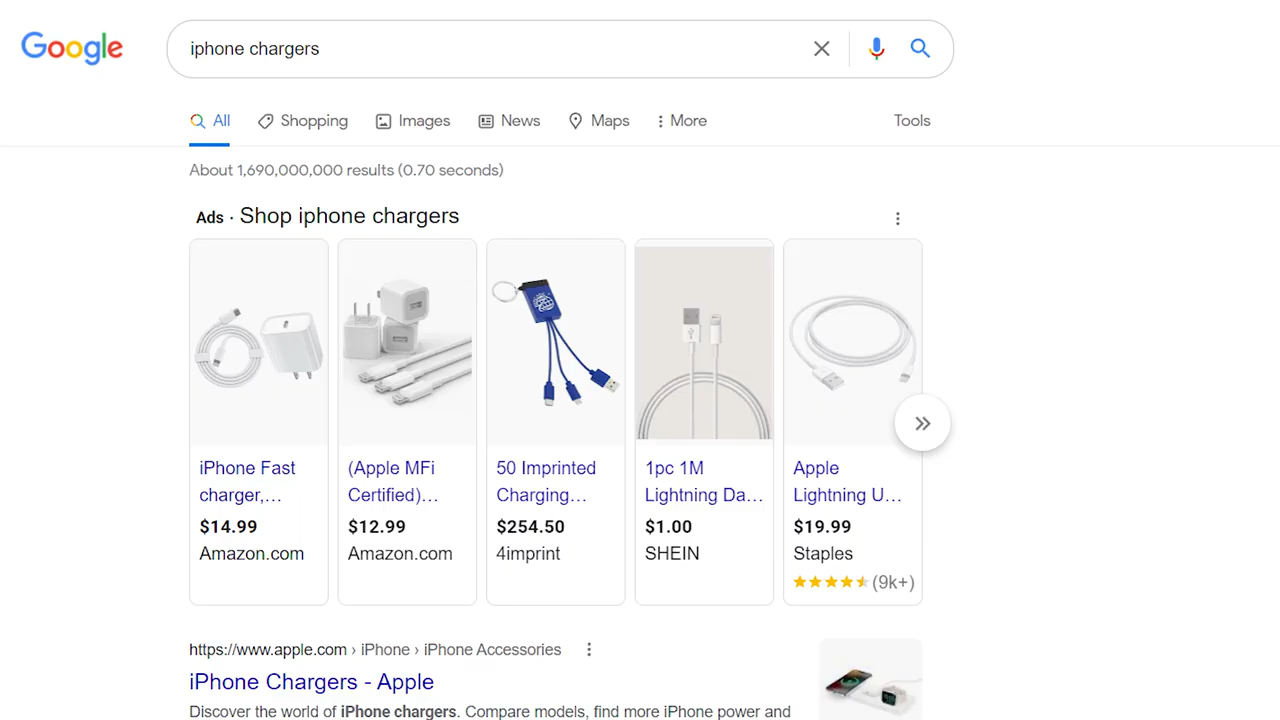 Google
iphone chargers
All
Shopping
Images
News
Maps
More
Tools
About 1,690,000,000 results (0.70 seconds)
Ads · Shop iphone chargers
iPhone Fast
charger,...
$14.99
Amazon.com
(Apple MFi
Certified)...
$12.99
Amazon.com
50 Imprinted
Charging...
$254.50
4imprint
1pc 1M
Lightning Da...
$1.00
SHEIN
Apple
Lightning U...
$19.99
Staples
(9k+)
https://www.apple.com › iPhone › iPhone Accessories
iPhone Chargers - Apple
Discover the world of iPhone chargers. Compare models, find more iPhone power and